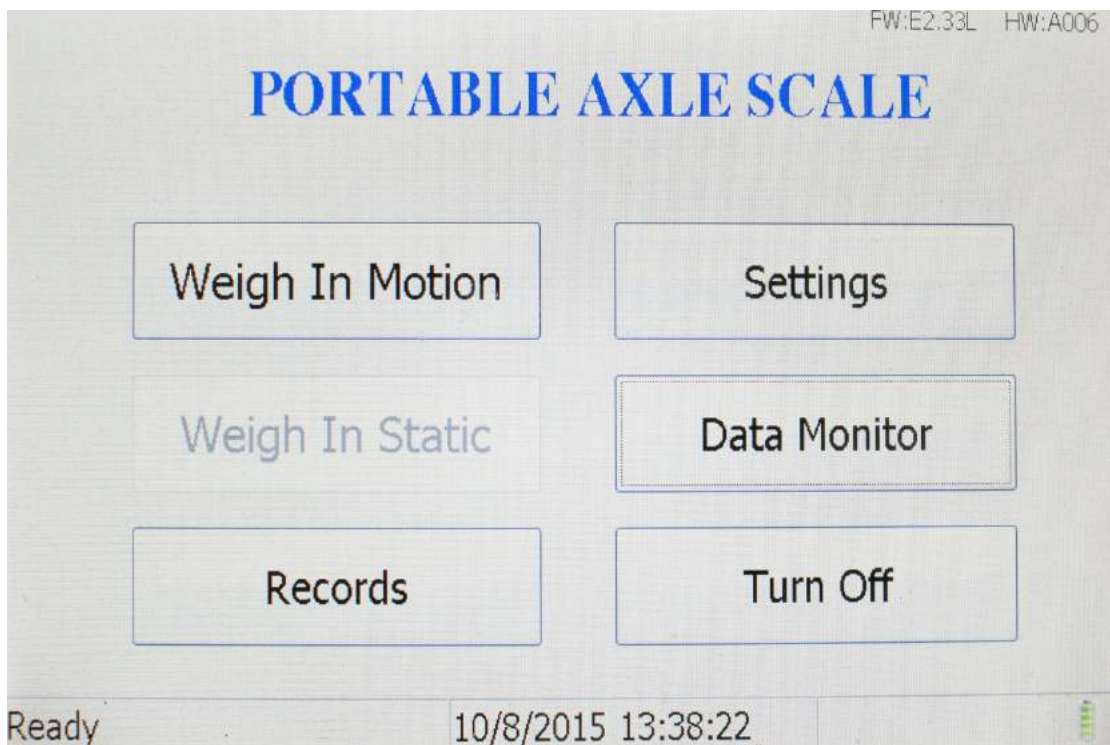 FW:E2.33L HW:A006
PORTABLE AXLE SCALE
Weigh In Motion
Settings
Weigh In Static
Data Monitor
Records
Turn Off
Ready
10/8/2015 13:38:22